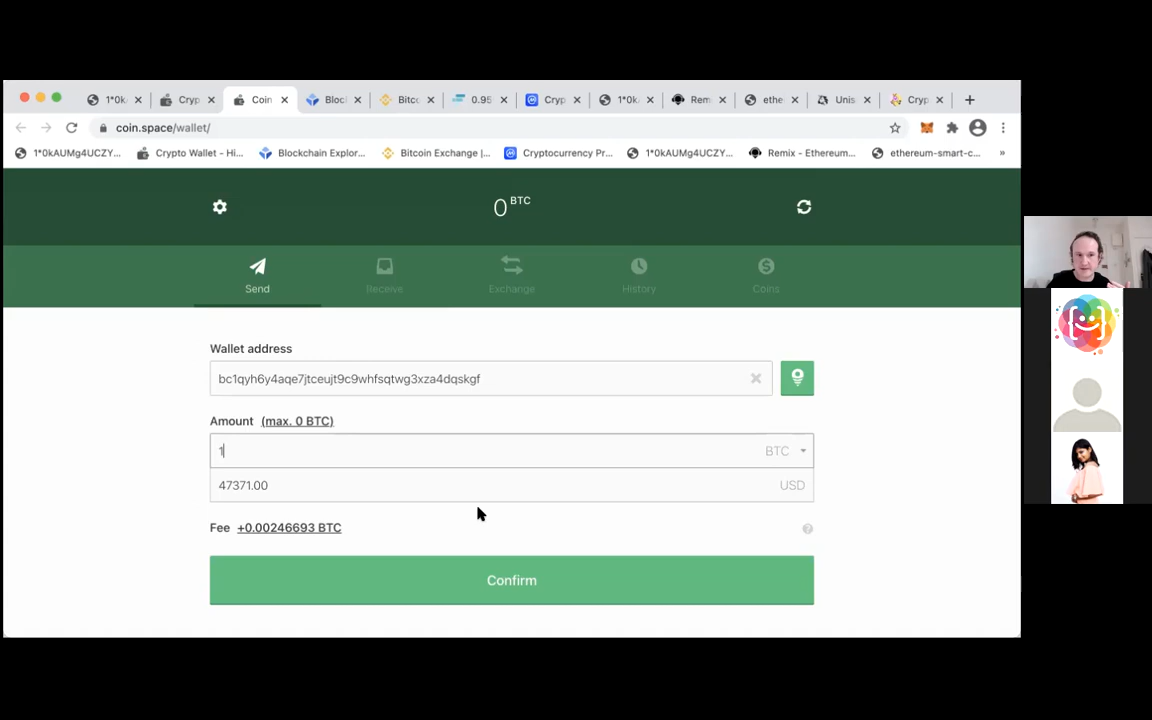 1*0k
Cryp
Coin
Bloc
Bitco
0.95
Cryp
1*0k
Rem
ethe
Unis
Cryp
coin.space/wallet/
1*0kAUMg4UCZY...
Crypto Wallet - Hi...
Blockchain Explor...
Bitcoin Exchange |...
Cryptocurrency Pr...
1*0kAUMg4UCZY...
Remix - Ethereum...
ethereum-smart-c...
»
0 BTC
Send
Receive
Exchange
History
Coins
Wallet address
bc1qyh6y4aqe7jtceujt9c9whfsqtwg3xza4dqskgf
Amount (max. 0 BTC)
1 BTC
47371.00 USD
Fee +0.00246693 BTC
Confirm